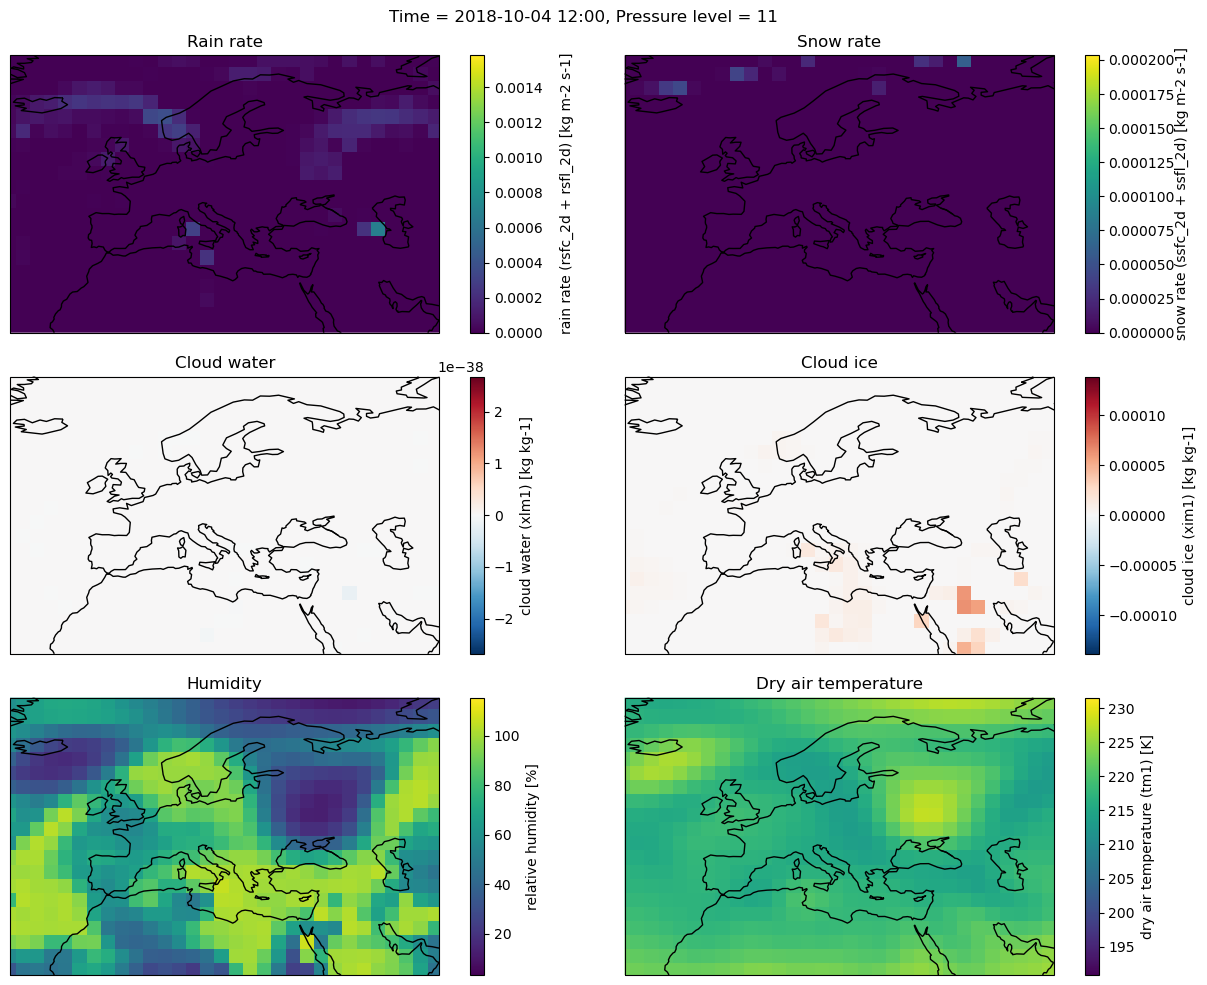 Time = 2018-10-04 12:00, Pressure level = 11
Rain rate
0.0014
0.0012
0.0010
0.0008
0.0006
0.0004
0.0002
0.0000
rain rate (rsfc_2d + rsfl_2d) [kg m-2 s-1]
Snow rate
0.000200
0.000175
0.000150
0.000125
0.000100
0.000075
0.000050
0.000025
0.000000
snow rate (ssfc_2d + ssfl_2d) [kg m-2 s-1]
Cloud water
1e−38
2
1
0
−1
−2
cloud water (xlm1) [kg kg-1]
Cloud ice
0.00010
0.00005
0.00000
−0.00005
−0.00010
cloud ice (xim1) [kg kg-1]
Humidity
100
80
60
40
20
relative humidity [%]
Dry air temperature
230
225
220
215
210
205
200
195
dry air temperature (tm1) [K]